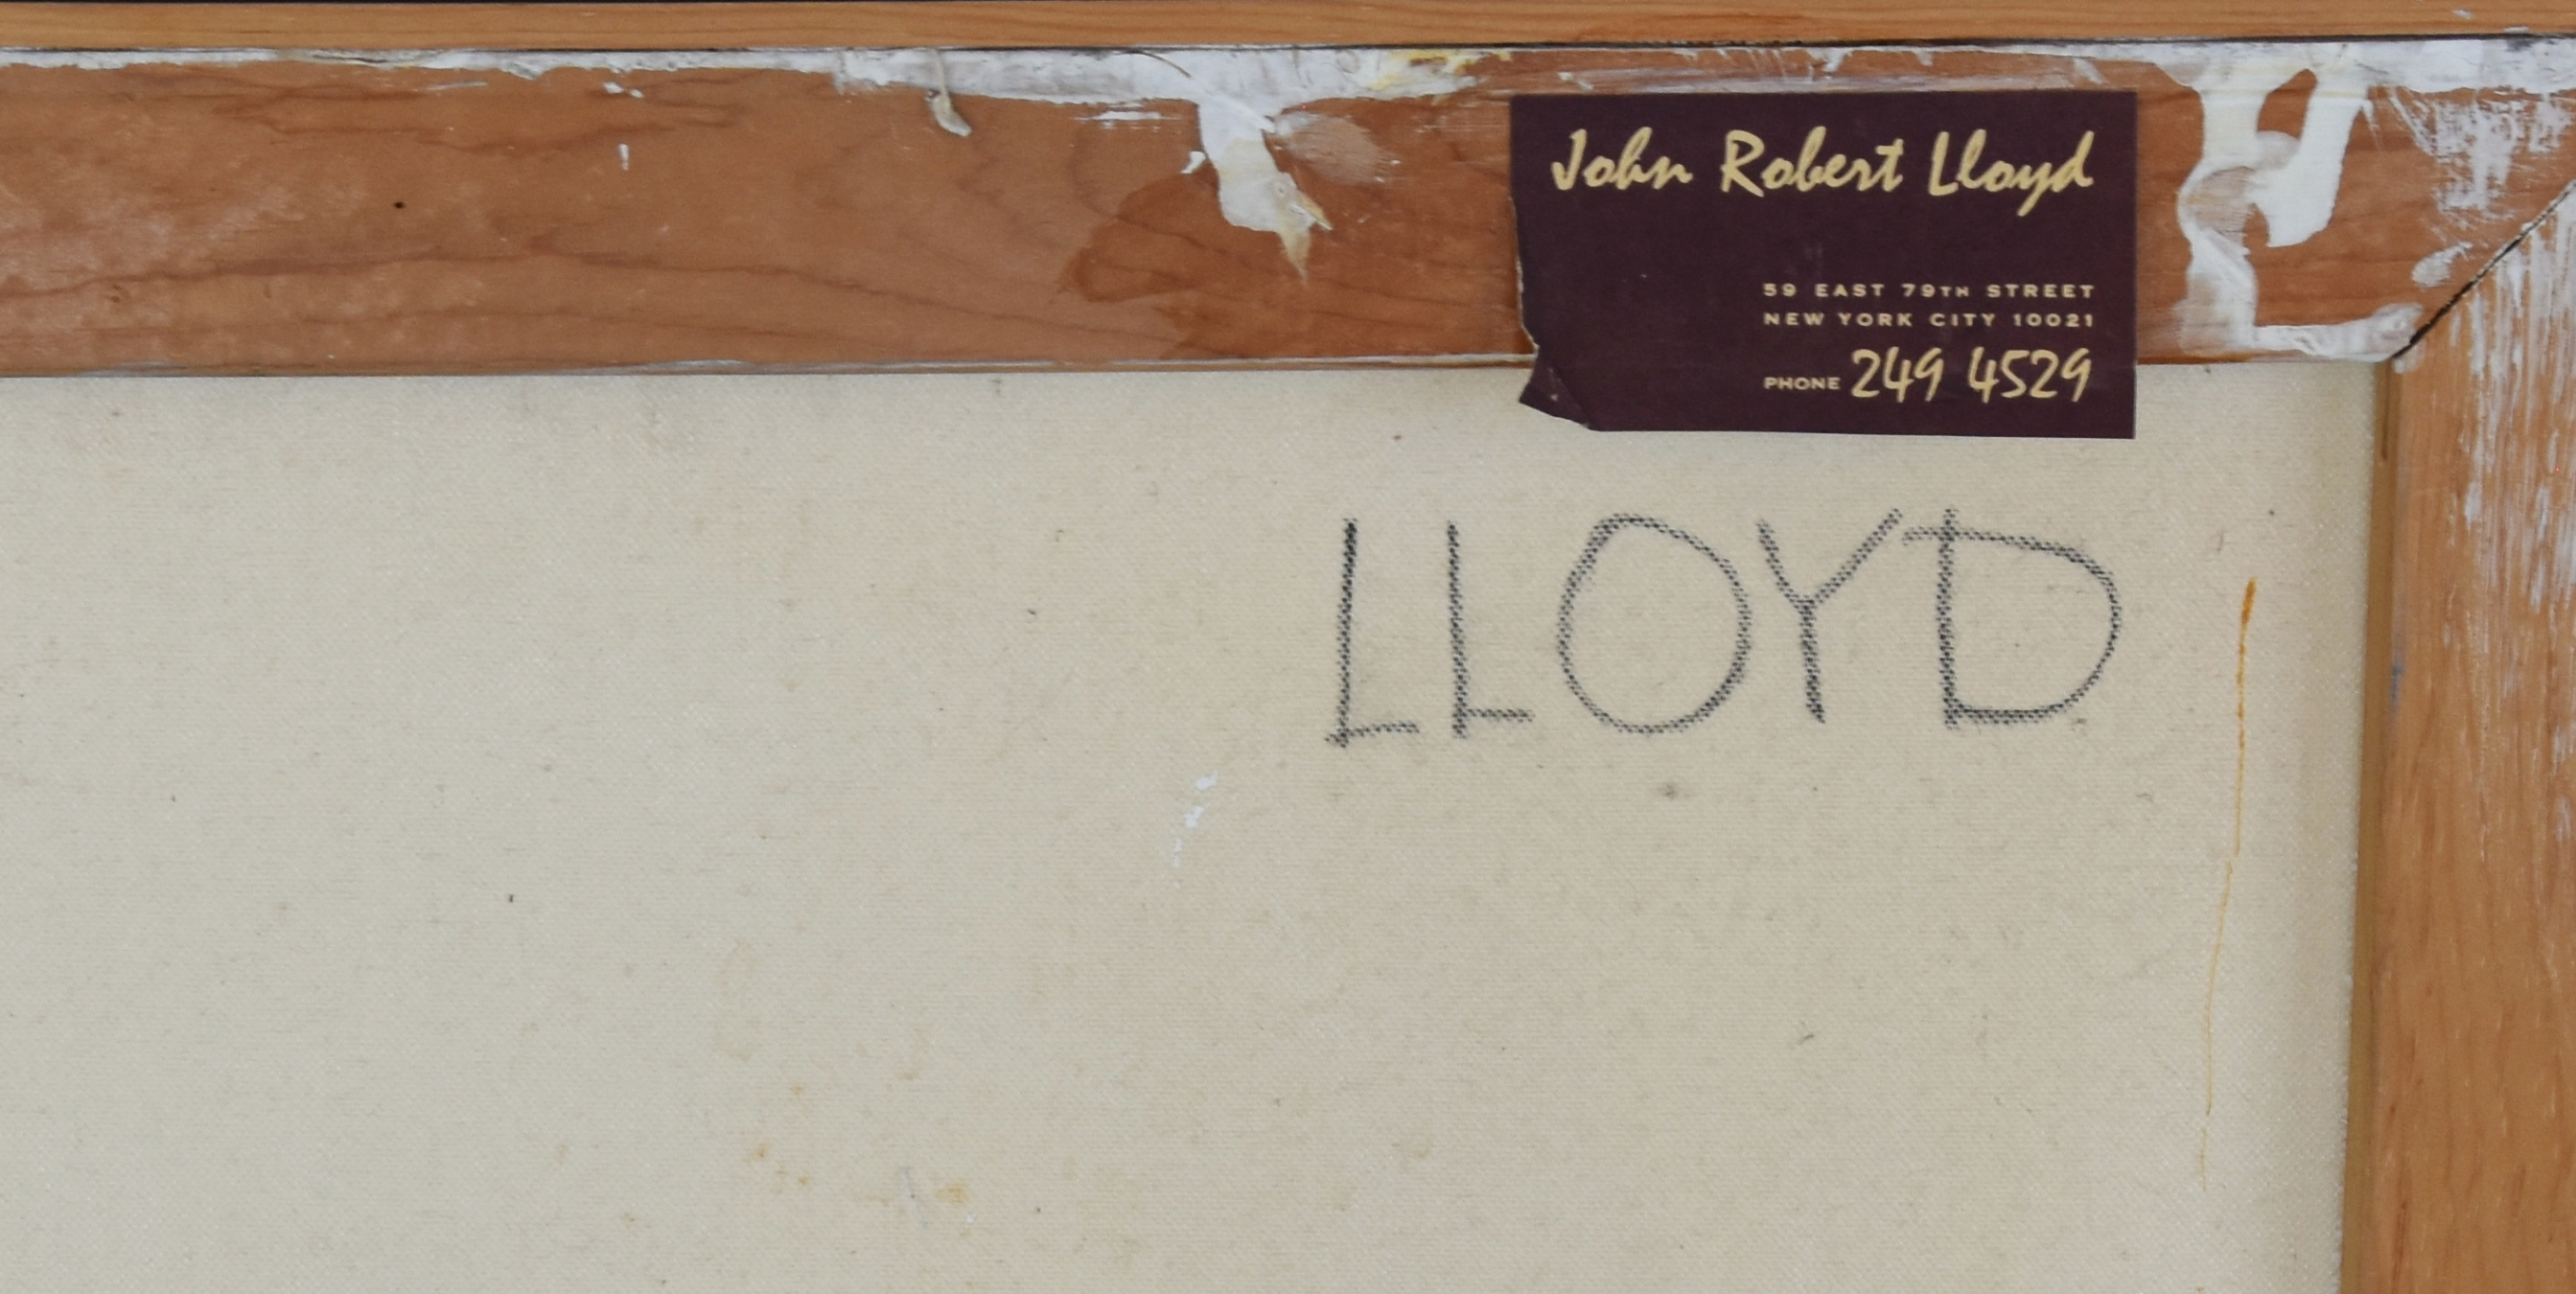 John Robert Lloyd
59 EAST 79TH STREET
NEW YORK CITY 10021
PHONE 249 4529
LLOYD